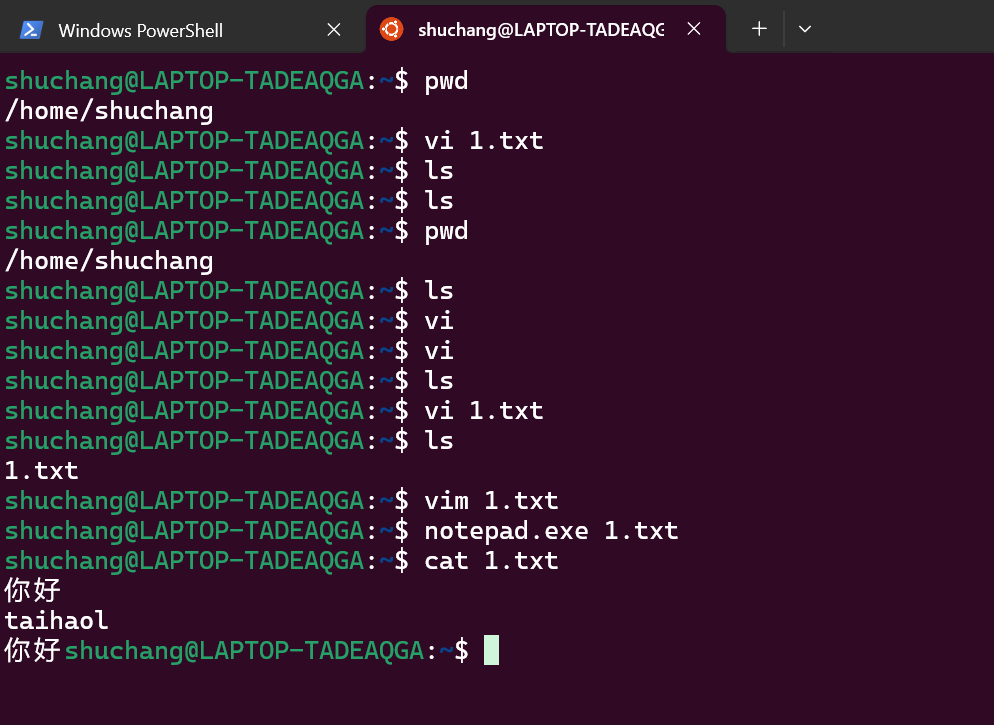 Windows PowerShell
shuchang@LAPTOP-TADEAQG
shuchang@LAPTOP-TADEAQGA:~$ pwd
/home/shuchang
shuchang@LAPTOP-TADEAQGA:~$ vi 1.txt
shuchang@LAPTOP-TADEAQGA:~$ ls
shuchang@LAPTOP-TADEAQGA:~$ ls
shuchang@LAPTOP-TADEAQGA:~$ pwd
/home/shuchang
shuchang@LAPTOP-TADEAQGA:~$ ls
shuchang@LAPTOP-TADEAQGA:~$ vi
shuchang@LAPTOP-TADEAQGA:~$ vi
shuchang@LAPTOP-TADEAQGA:~$ ls
shuchang@LAPTOP-TADEAQGA:~$ vi 1.txt
shuchang@LAPTOP-TADEAQGA:~$ ls
1.txt
shuchang@LAPTOP-TADEAQGA:~$ vim 1.txt
shuchang@LAPTOP-TADEAQGA:~$ notepad.exe 1.txt
shuchang@LAPTOP-TADEAQGA:~$ cat 1.txt
你好
taihaol
你好shuchang@LAPTOP-TADEAQGA:~$